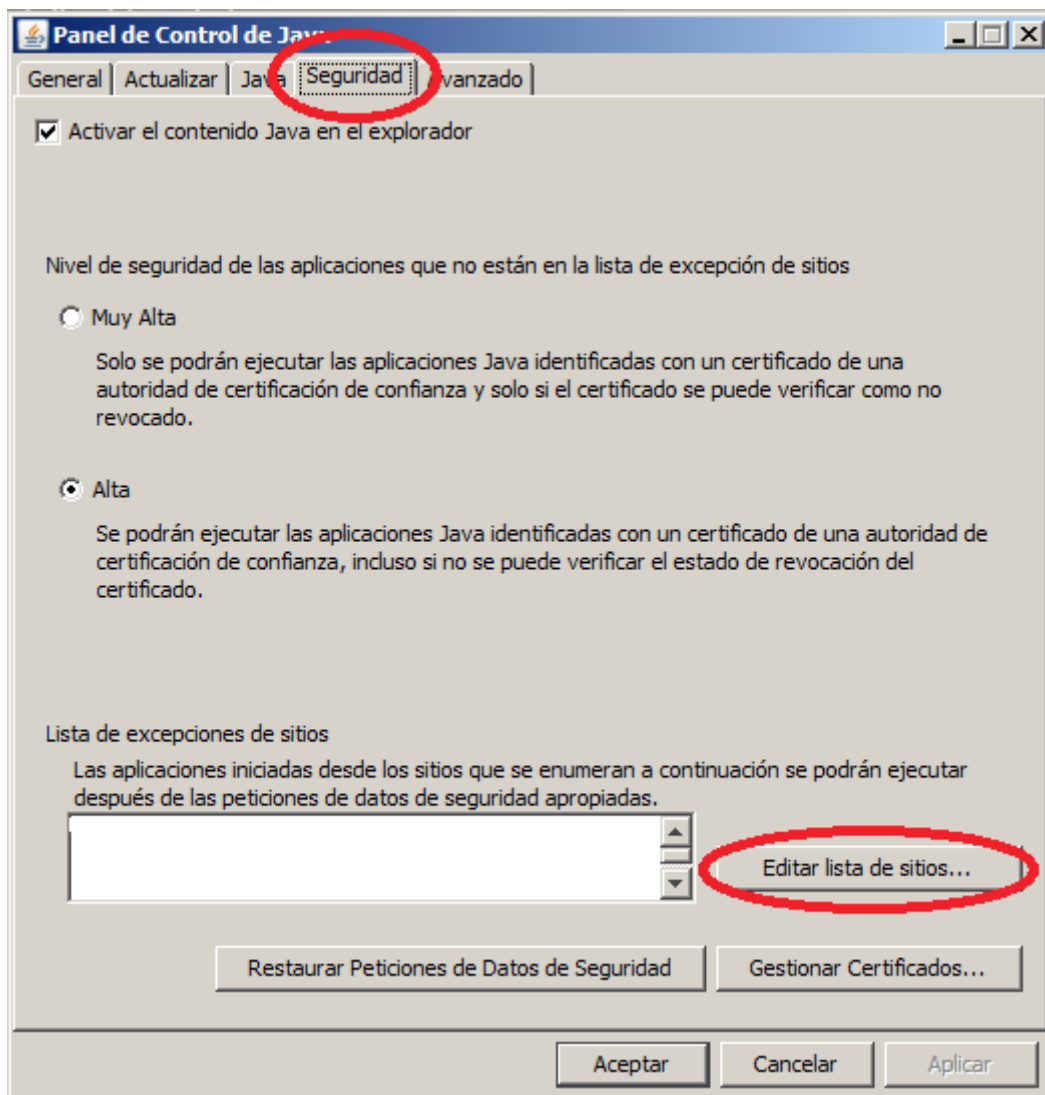 Panel de Control de Java
General Actualizar Java Seguridad Avanzado
Activar el contenido Java en el explorador
Nivel de seguridad de las aplicaciones que no están en la lista de excepción de sitios
Muy Alta
Solo se podrán ejecutar las aplicaciones Java identificadas con un certificado de una
autoridad de certificación de confianza y solo si el certificado se puede verificar como no
revocado.
Alta
Se podrán ejecutar las aplicaciones Java identificadas con un certificado de una autoridad de
certificación de confianza, incluso si no se puede verificar el estado de revocación del
certificado.
Lista de excepciones de sitios
Las aplicaciones iniciadas desde los sitios que se enumeran a continuación se podrán ejecutar
después de las peticiones de datos de seguridad apropiadas.
Editar lista de sitios...
Restaurar Peticiones de Datos de Seguridad Gestionar Certificados...
Aceptar Cancelar Aplicar